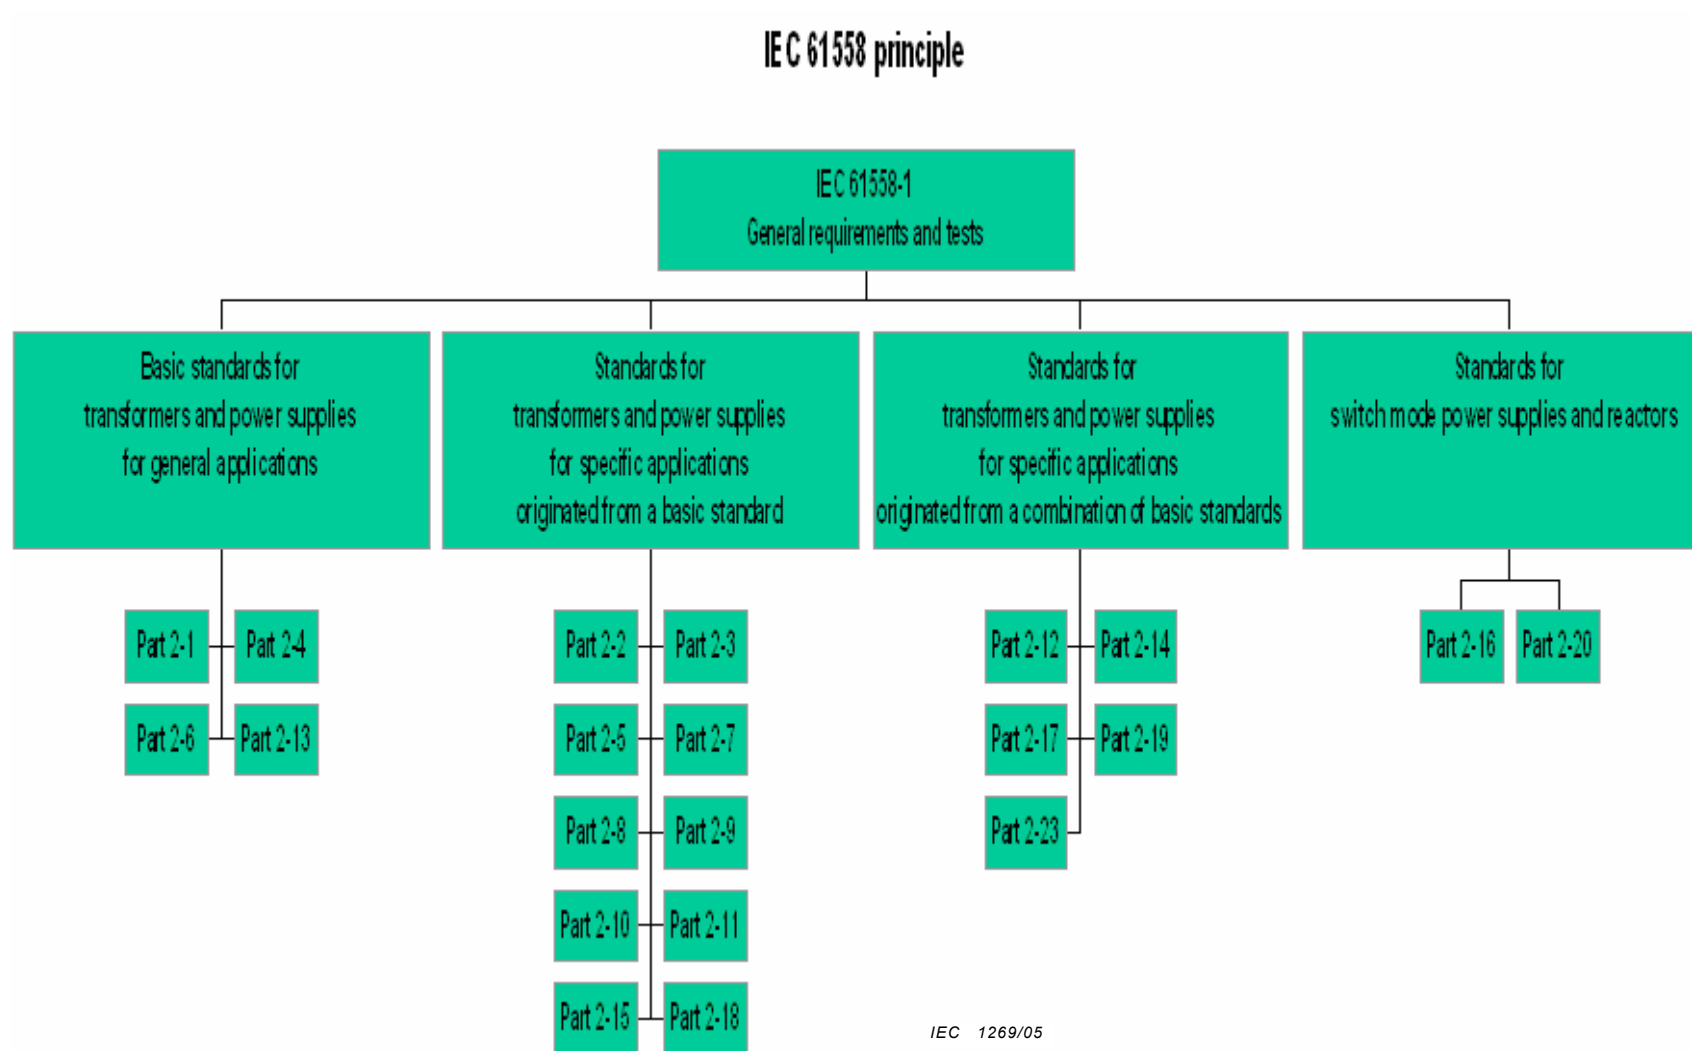 IEC 61558 principle
IEC 61558-1
General requirements and tests
Basic standards for
transformers and power supplies
for general applications
Standards for
transformers and power supplies
for specific applications
originated from a basic standard
Standards for
transformers and power supplies
for specific applications
originated from a combination of basic standards
Standards for
switch mode power supplies and reactors
Part 2-1
Part 2-4
Part 2-6
Part 2-13
Part 2-2
Part 2-3
Part 2-5
Part 2-7
Part 2-8
Part 2-9
Part 2-10
Part 2-11
Part 2-15
Part 2-18
Part 2-12
Part 2-14
Part 2-17
Part 2-19
Part 2-23
Part 2-16
Part 2-20
IEC 1269/05